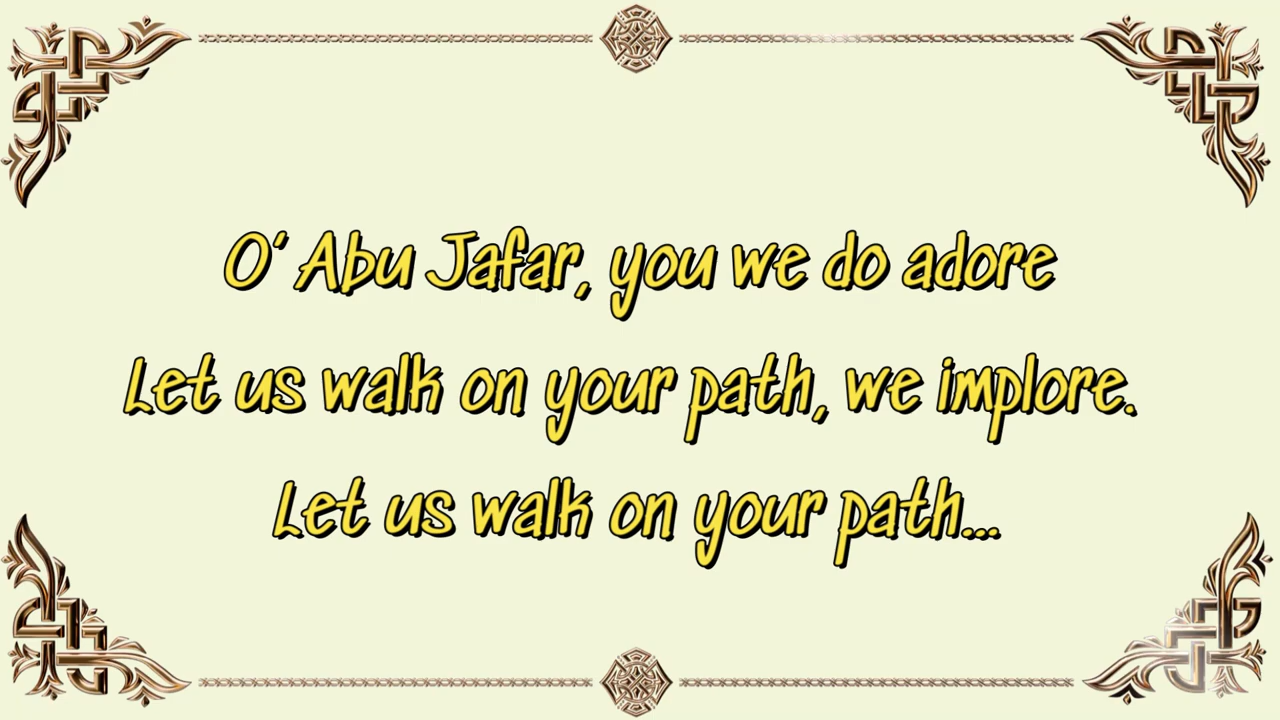 O' Abu Jafar, you we do adore
Let us walk on your path, we implore.
Let us walk on your path...